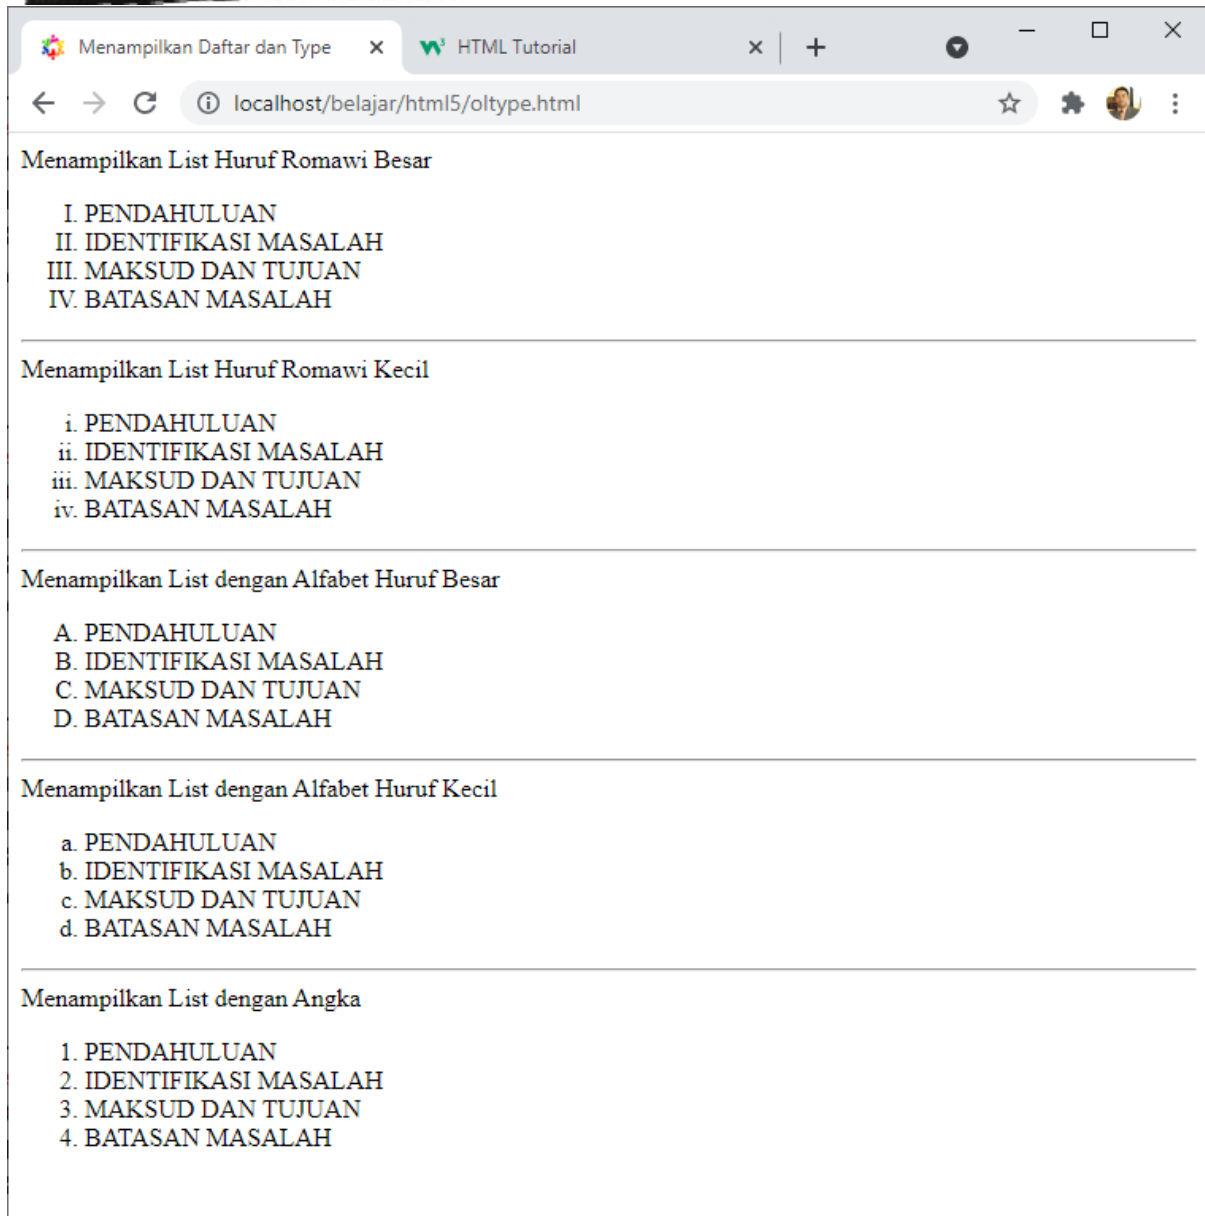 Menampilkan Daftar dan Type
HTML Tutorial
localhost/belajar/html5/oltype.html
Menampilkan List Huruf Romawi Besar
I. PENDAHULUAN
II. IDENTIFIKASI MASALAH
III. MAKSUD DAN TUJUAN
IV. BATASAN MASALAH
Menampilkan List Huruf Romawi Kecil
i. PENDAHULUAN
ii. IDENTIFIKASI MASALAH
iii. MAKSUD DAN TUJUAN
iv. BATASAN MASALAH
Menampilkan List dengan Alfabet Huruf Besar
A. PENDAHULUAN
B. IDENTIFIKASI MASALAH
C. MAKSUD DAN TUJUAN
D. BATASAN MASALAH
Menampilkan List dengan Alfabet Huruf Kecil
a. PENDAHULUAN
b. IDENTIFIKASI MASALAH
c. MAKSUD DAN TUJUAN
d. BATASAN MASALAH
Menampilkan List dengan Angka
1. PENDAHULUAN
2. IDENTIFIKASI MASALAH
3. MAKSUD DAN TUJUAN
4. BATASAN MASALAH